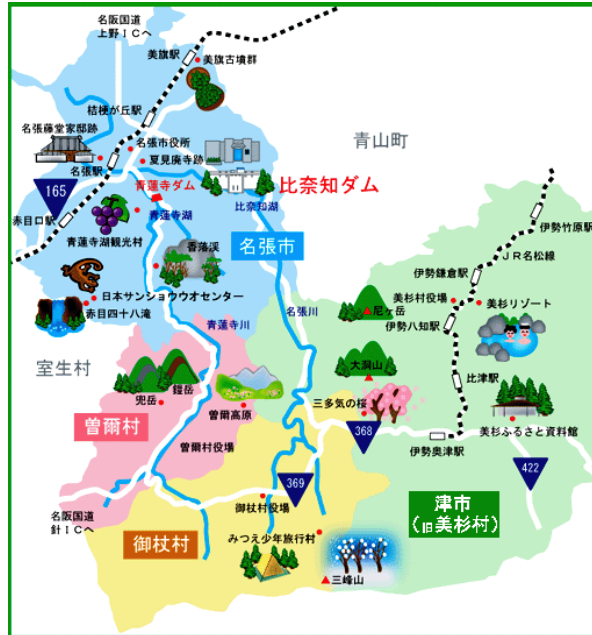 名阪国道
上野ＩＣへ
美旗駅
美旗古墳群
桔梗が丘駅
名張藤堂家邸跡
名張市役所
夏見廃寺跡
青山町
名張駅
165
青蓮寺ダム
比奈知ダム
赤目口駅
青蓮寺湖
比奈知湖
伊勢竹原駅
青蓮寺湖観光村
香落渓
名張市
ＪＲ名松線
伊勢鎌倉駅
日本サンショウウオセンター
美杉村役場
美杉リゾート
赤目四十八滝
名張川
尼ヶ岳
伊勢八知駅
青蓮寺川
室生村
大洞山
比津駅
兜岳
鎧岳
曽爾高原
三多気の桜
美杉ふるさと資料館
曽爾村
曽爾村役場
368
伊勢奥津駅
422
369
名阪国道
針ＩＣへ
御杖村役場
津市
（旧美杉村）
御杖村
みつえ少年旅行村
三峰山